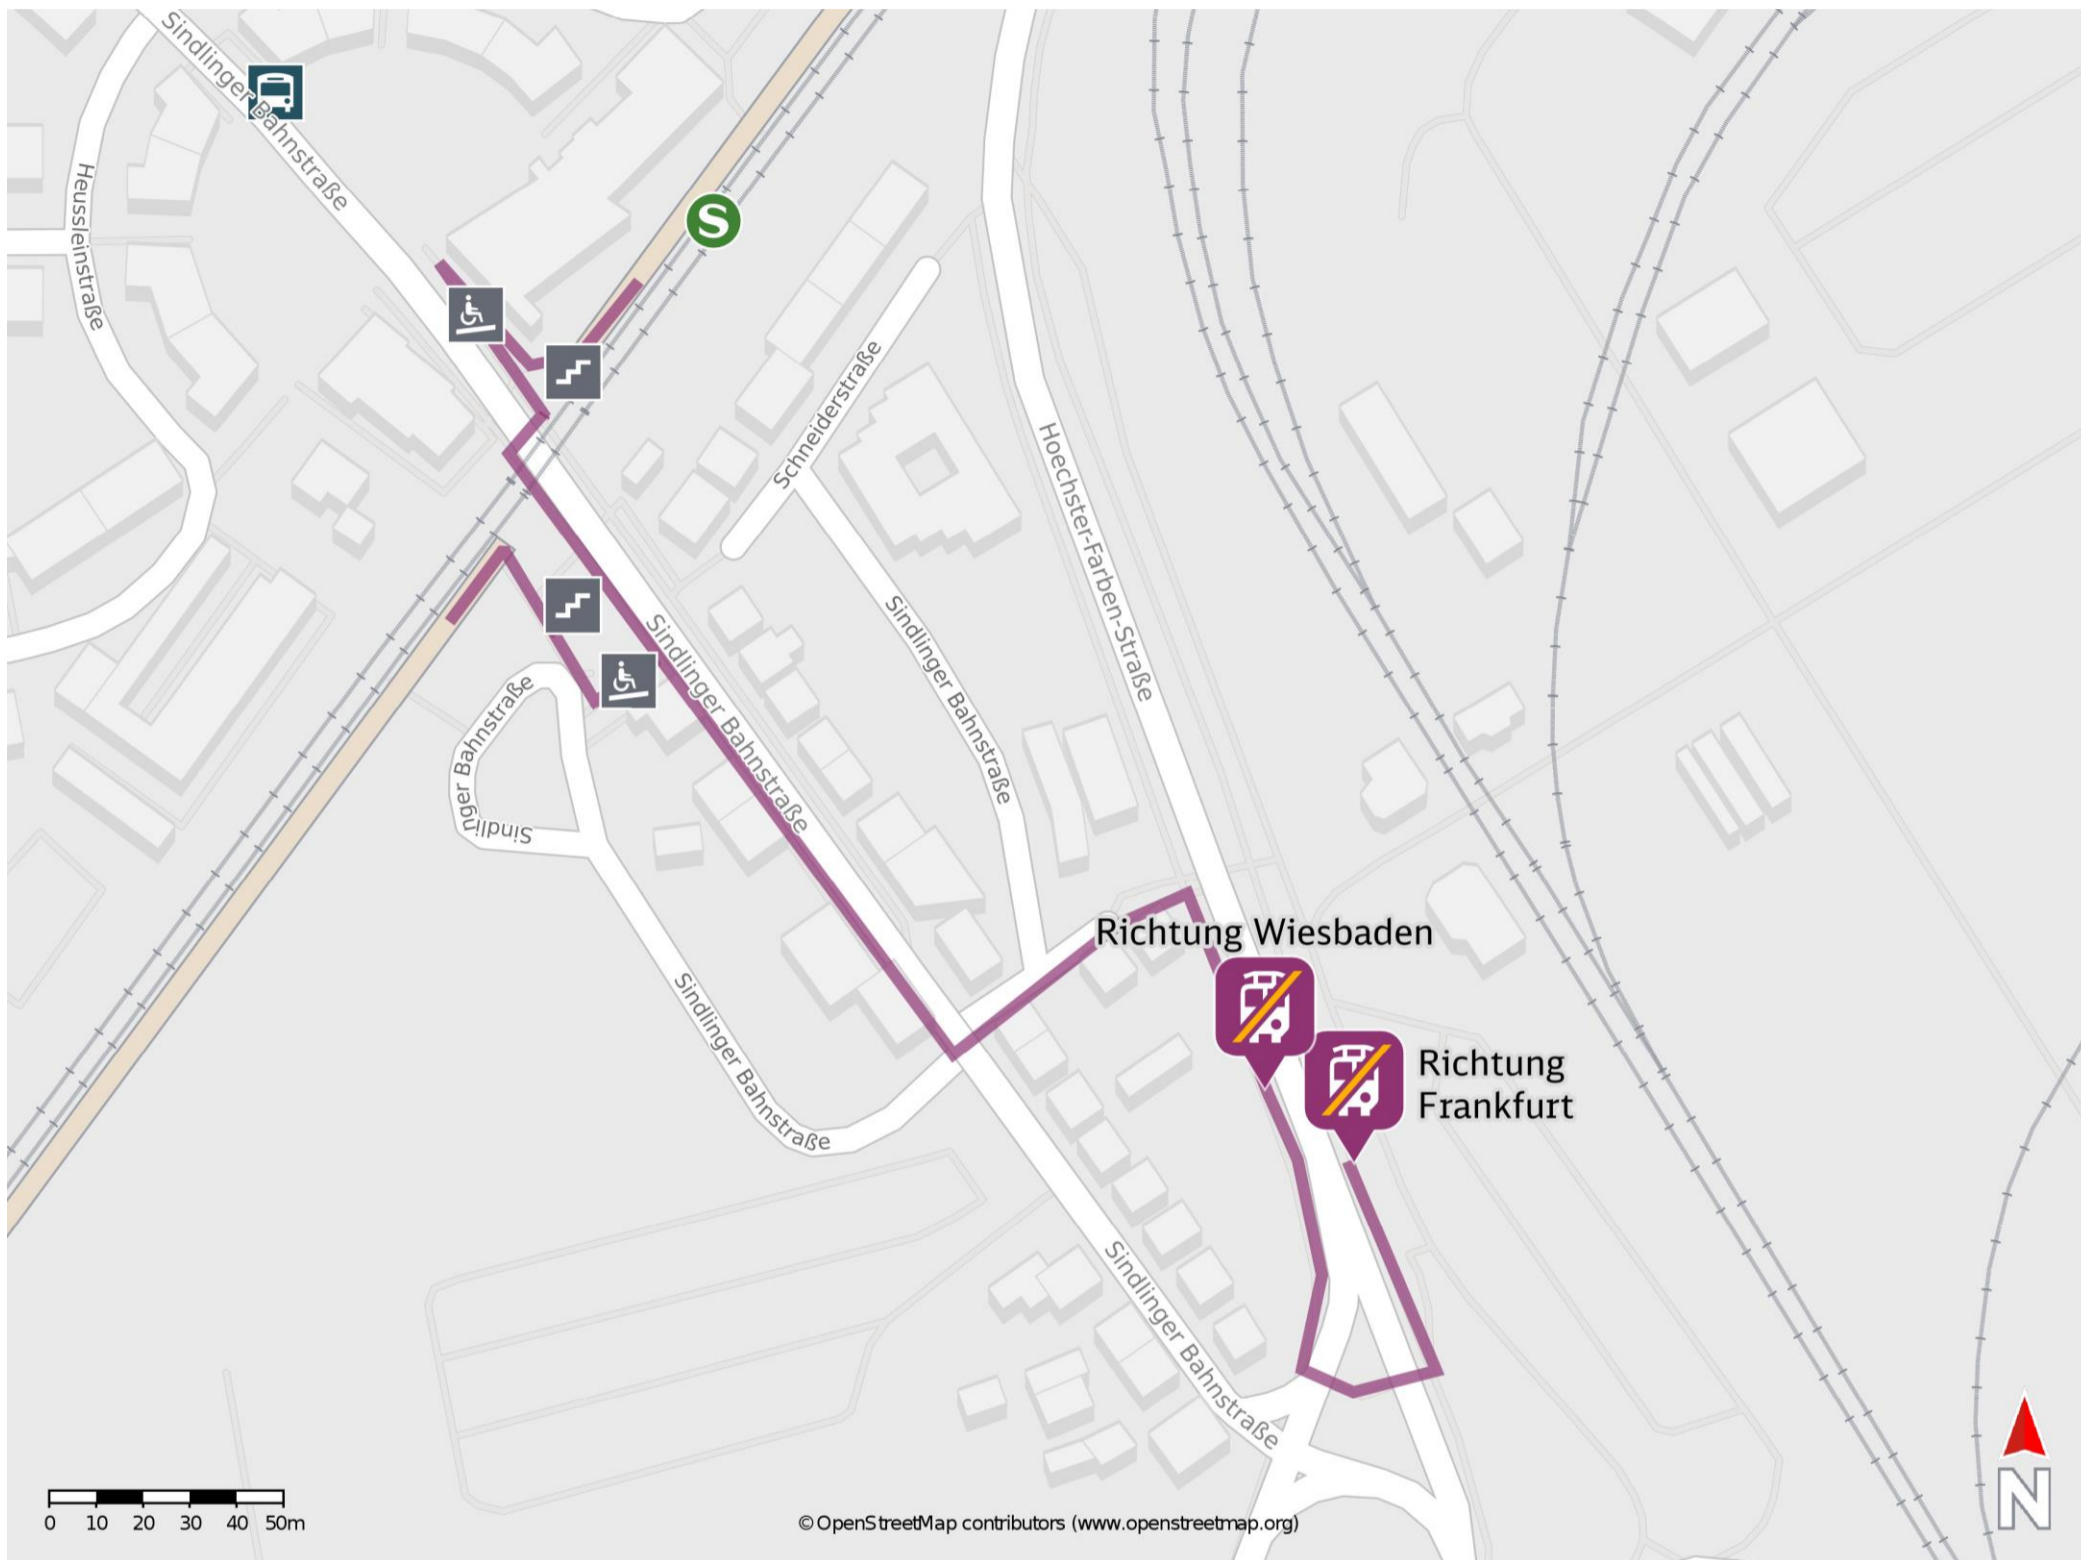 Sindlinger Bahnstraße
Heussleinstraße
S
Schneiderstraße
Hoechster-Farben-Straße
Sindlinger Bahnstraße
Sindlinger Bahnstraße
Sindlinger Bahnstraße
Richtung Wiesbaden
Richtung
Frankfurt
Sindlinger Bahnstraße
Sindlinger Bahnstraße
N
0 10 20 30 40 50m
© OpenStreetMap contributors (www.openstreetmap.org)